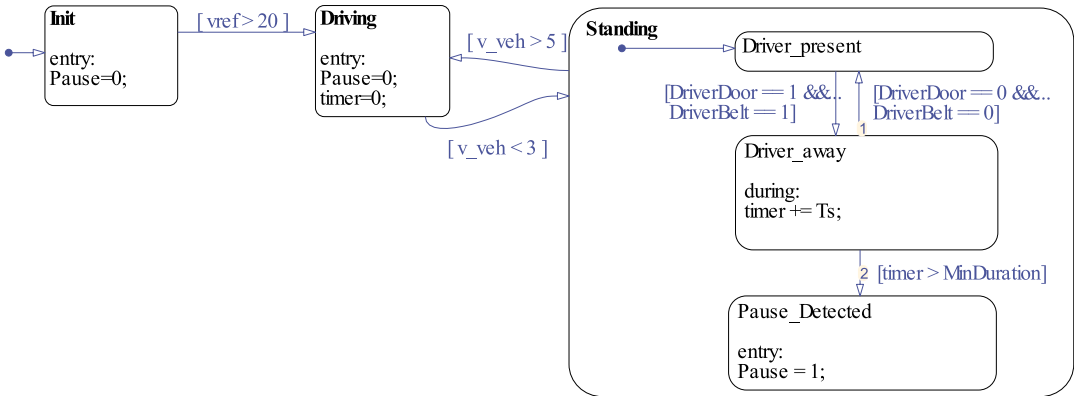 Init
entry:
Pause=0;
[ vref > 20 ]
Driving
entry:
Pause=0;
timer=0;
[ v_veh > 5 ]
[ v_veh < 3 ]
Standing
Driver_present
[DriverDoor == 1 &&..
DriverBelt == 1]
[DriverDoor == 0 &&..
DriverBelt == 0]
1
Driver_away
during:
timer += Ts;
2
[timer > MinDuration]
Pause_Detected
entry:
Pause = 1;